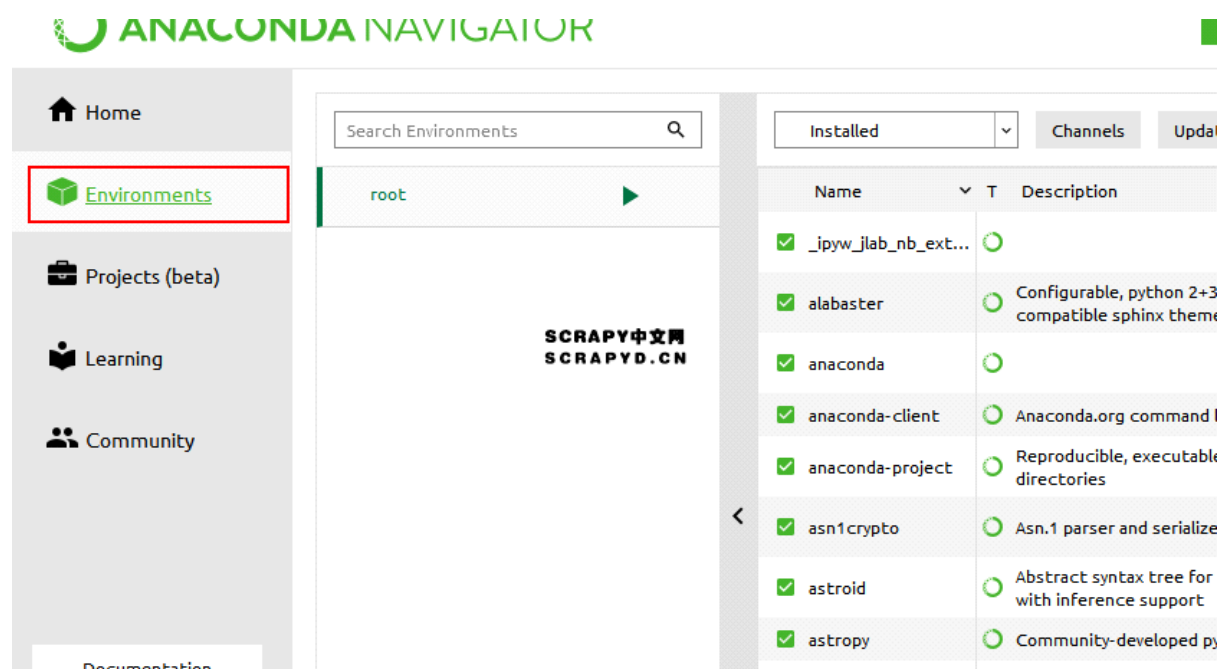 ANACONDA NAVIGATOR
Home
Environments
Projects (beta)
Learning
Community
Documentation
Search Environments
root
SCRAPY中文网
SCRAPYD.CN
Installed
Channels
Updat
Name
T
Description
_ipyw_jlab_nb_ext...
alabaster
Configurable, python 2+3
compatible sphinx theme
anaconda
anaconda-client
Anaconda.org command l
anaconda-project
Reproducible, executable
directories
asn1crypto
Asn.1 parser and serialize
astroid
Abstract syntax tree for
with inference support
astropy
Community-developed py